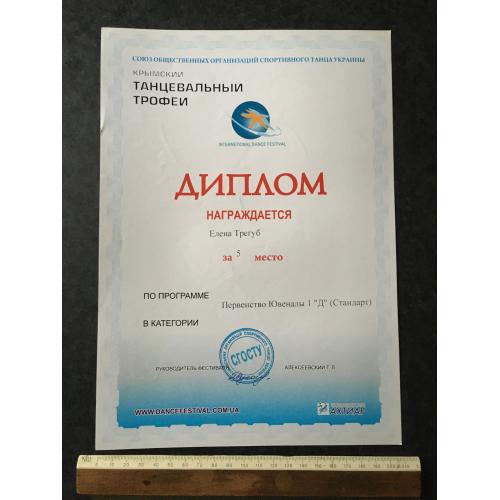 СОЮЗ ОБЩЕСТВЕННЫХ ОРГАНИЗАЦИЙ СПОРТИВНОГО ТАНЦА УКРАИНЫ
КРЫМСКИЙ
ТАНЦЕВАЛЬНЫЙ
ТРОФЕЙ
INTERNATIONAL DANCE FESTIVAL
ДИПЛОМ
НАГРАЖДАЕТСЯ
Елена Трегуб
за 5 место
ПО ПРОГРАММЕ
Первенство Ювеналы 1 "Д" (Стандарт)
В КАТЕГОРИИ
СГОСТУ
РУКОВОДИТЕЛЬ ФЕСТИВАЛЯ АЛЕКСЕЕВСКИЙ Г.Л.
WWW.DANCEFESTIVAL.COM.UA
АХТИАР